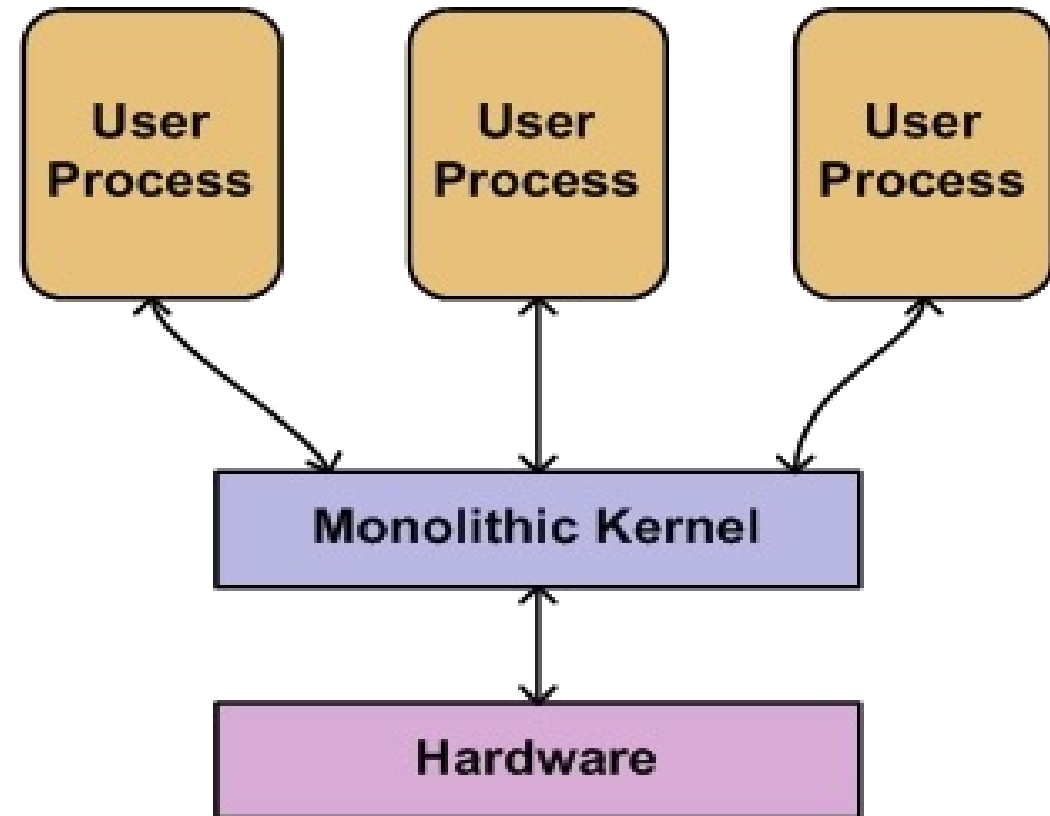 User
Process
User
Process
User
Process
Monolithic Kernel
Hardware